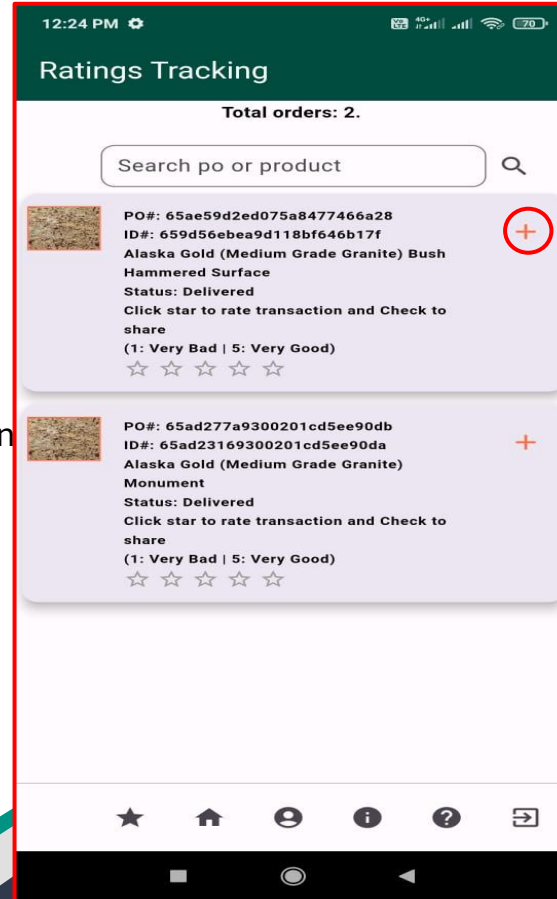 12:24 PM
4G+
70
Ratings Tracking
Total orders: 2.
Search po or product
PO#: 65ae59d2ed075a8477466a28
ID#: 659d56ebea9d118bf646b17f
Alaska Gold (Medium Grade Granite) Bush
Hammered Surface
Status: Delivered
Click star to rate transaction and Check to
share
(1: Very Bad | 5: Very Good)
PO#: 65ad277a9300201cd5ee90db
ID#: 65ad23169300201cd5ee90da
Alaska Gold (Medium Grade Granite)
Monument
Status: Delivered
Click star to rate transaction and Check to
share
(1: Very Bad | 5: Very Good)